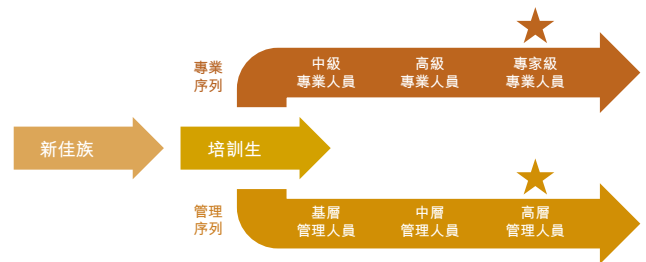 專業
序列
中級
專業人員
高級
專業人員
專家級
專業人員
新佳族
培訓生
管理
序列
基層
管理人員
中層
管理人員
高層
管理人員